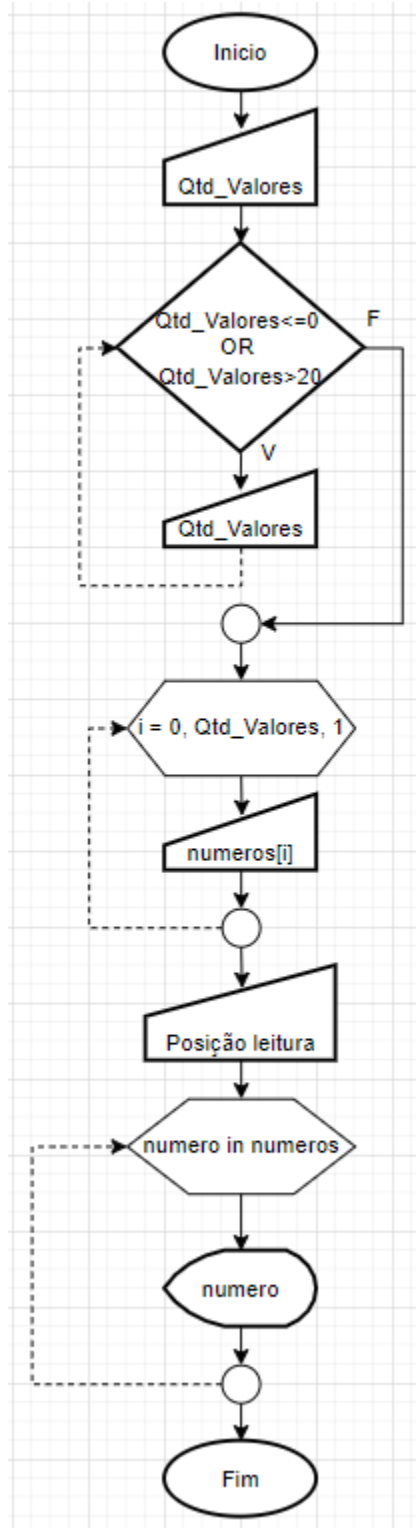 Inicio
Qtd_Valores
Qtd_Valores<=0
F
OR
Qtd_Valores>20
V
Qtd_Valores
i = 0, Qtd_Valores, 1
numeros[i]
Posição leitura
numero in numeros
numero
Fim